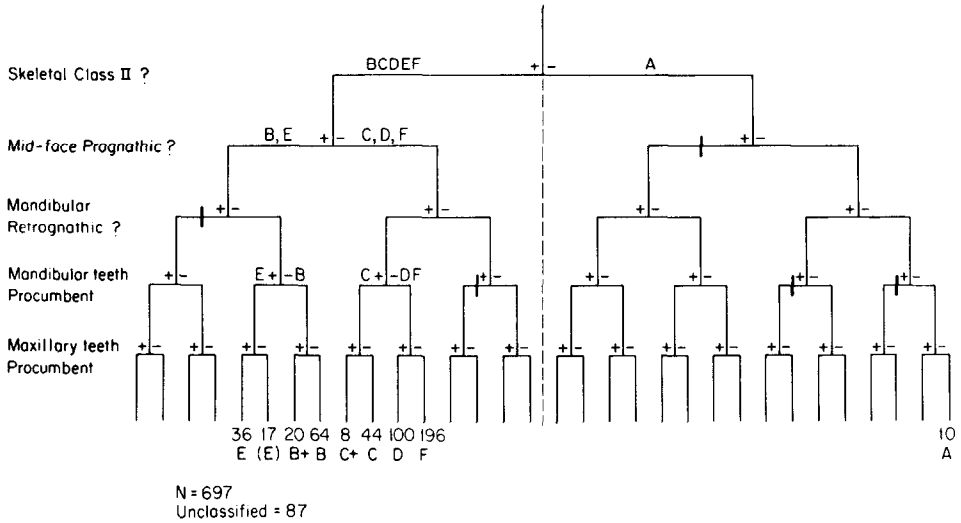 BCDEF + - A
Skeletal Class II ?
B, E + - C, D, F + -
Mid-face Prognathic ?
Mandibular + - + - + - + -
Retrognathic ?
Mandibular teeth + - E + - B C + - D F + - + - + - + - + -
Procumbent
Maxillary teeth + - + - + - + - + - + - + - + - + - + - + - + - + - + - + - + -
Procumbent
36 17 20 64 8 44 100 196 10
E (E) B+ B C+ C D F A
N = 697
Unclassified = 87